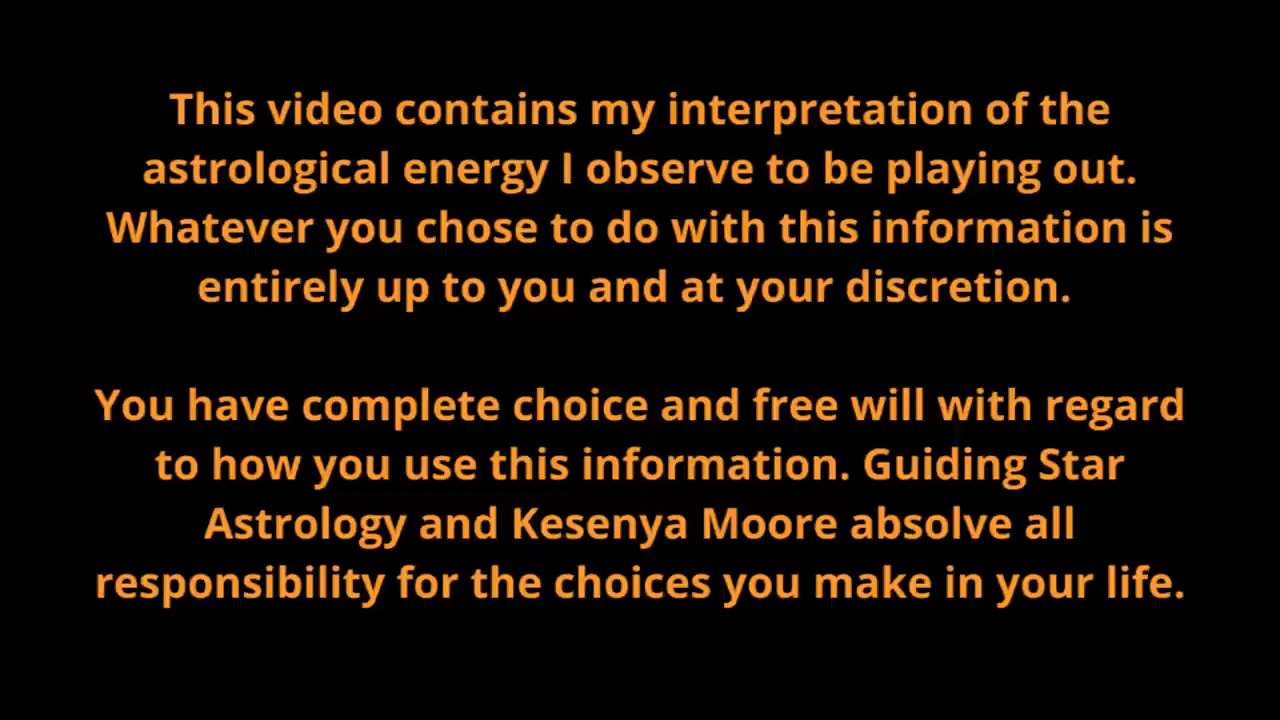 This video contains my interpretation of the
astrological energy I observe to be playing out.
Whatever you chose to do with this information is
entirely up to you and at your discretion.
You have complete choice and free will with regard
to how you use this information. Guiding Star
Astrology and Kesenya Moore absolve all
responsibility for the choices you make in your life.